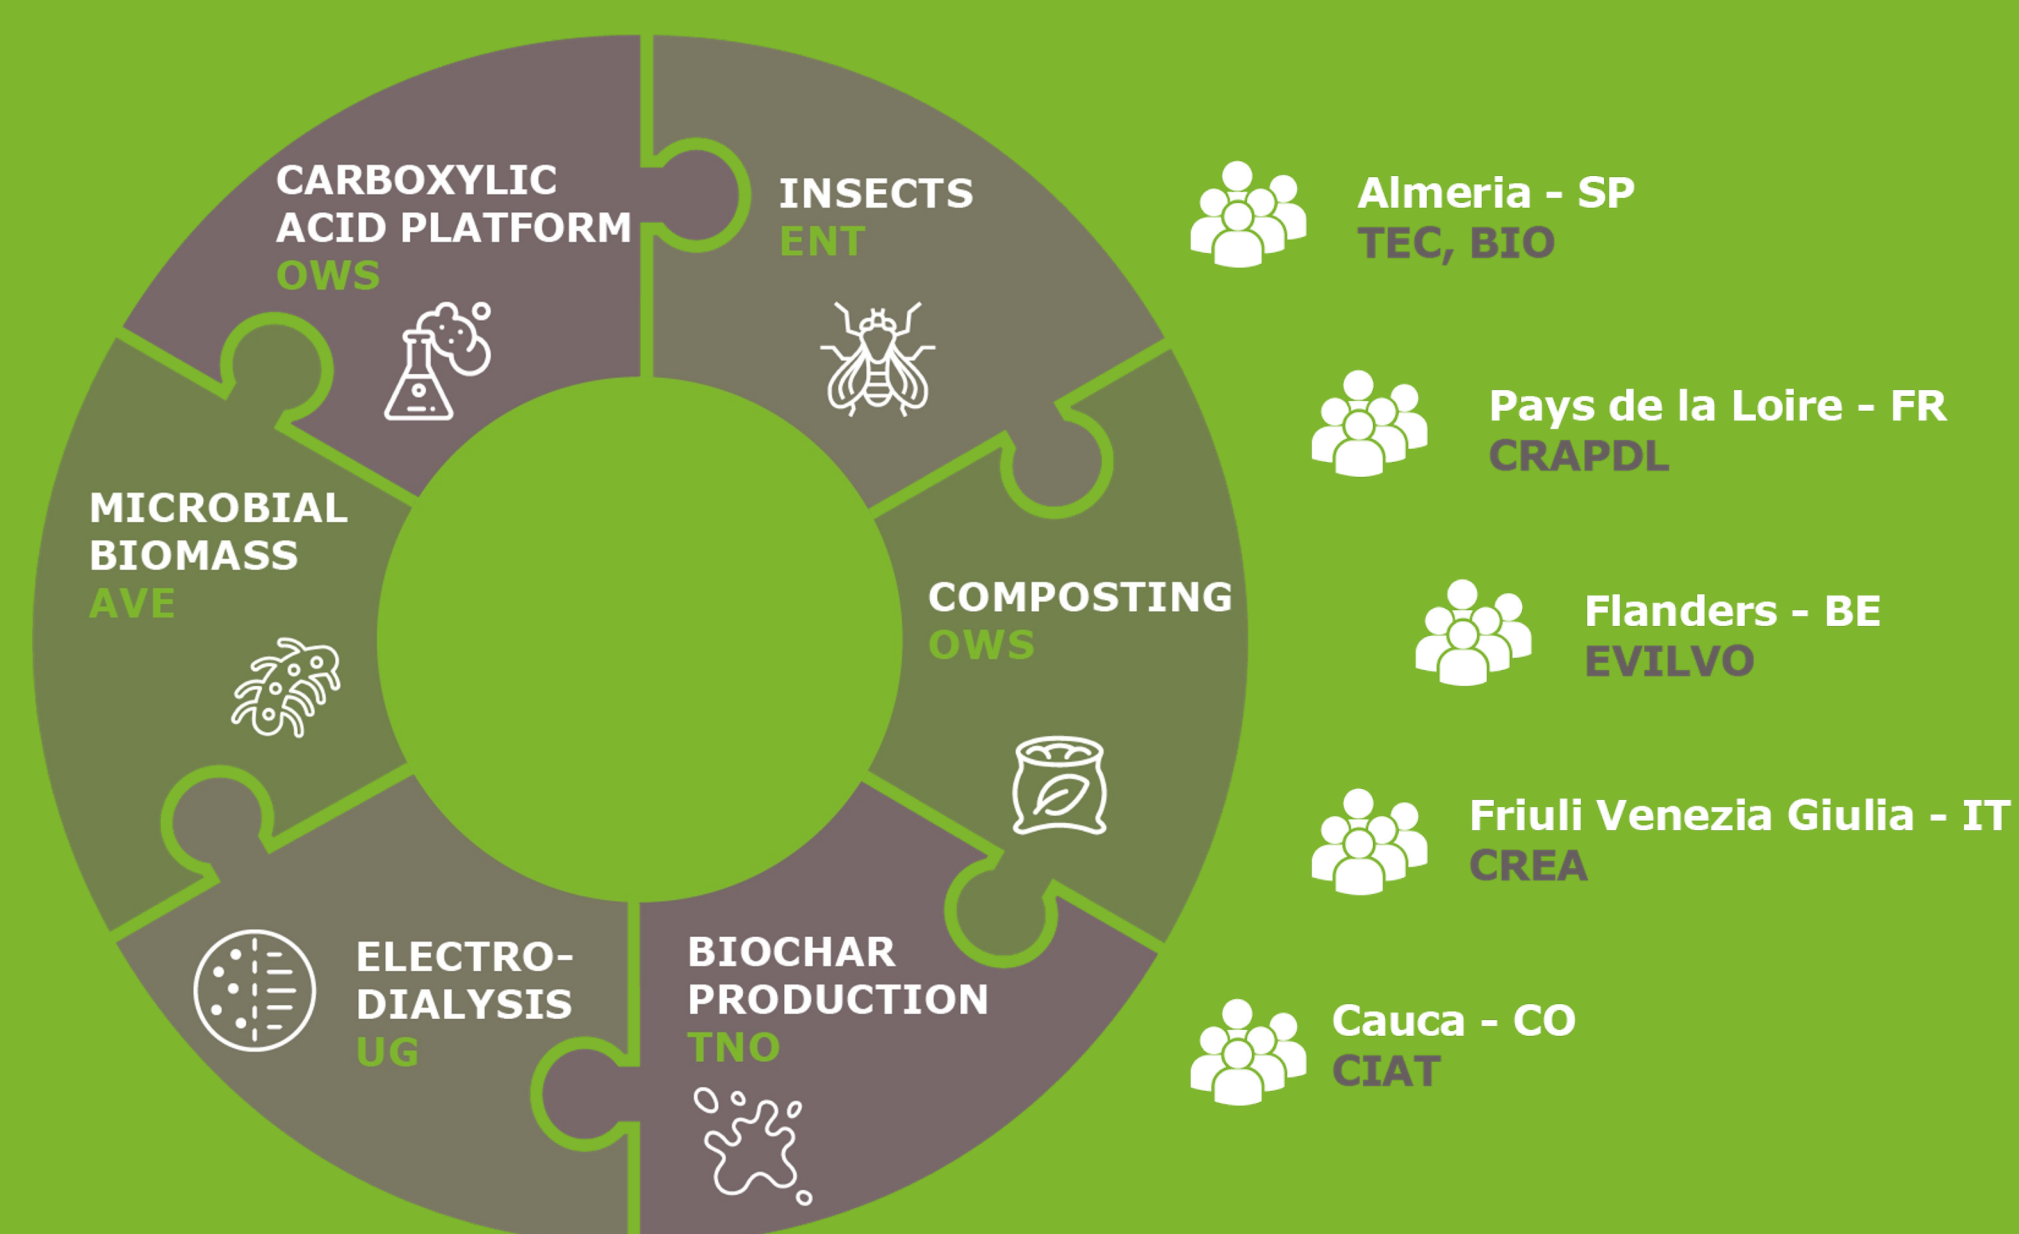 CARBOXYLIC
ACID PLATFORM
OWS
INSECTS
ENT
MICROBIAL
BIOMASS
AVE
COMPOSTING
OWS
ELECTRO-
DIALYSIS
UG
BIOCHAR
PRODUCTION
TNO
Almeria - SP
TEC, BIO
Pays de la Loire - FR
CRAPDL
Flanders - BE
EVILVO
Friuli Venezia Giulia - IT
CREA
Cauca - CO
CIAT